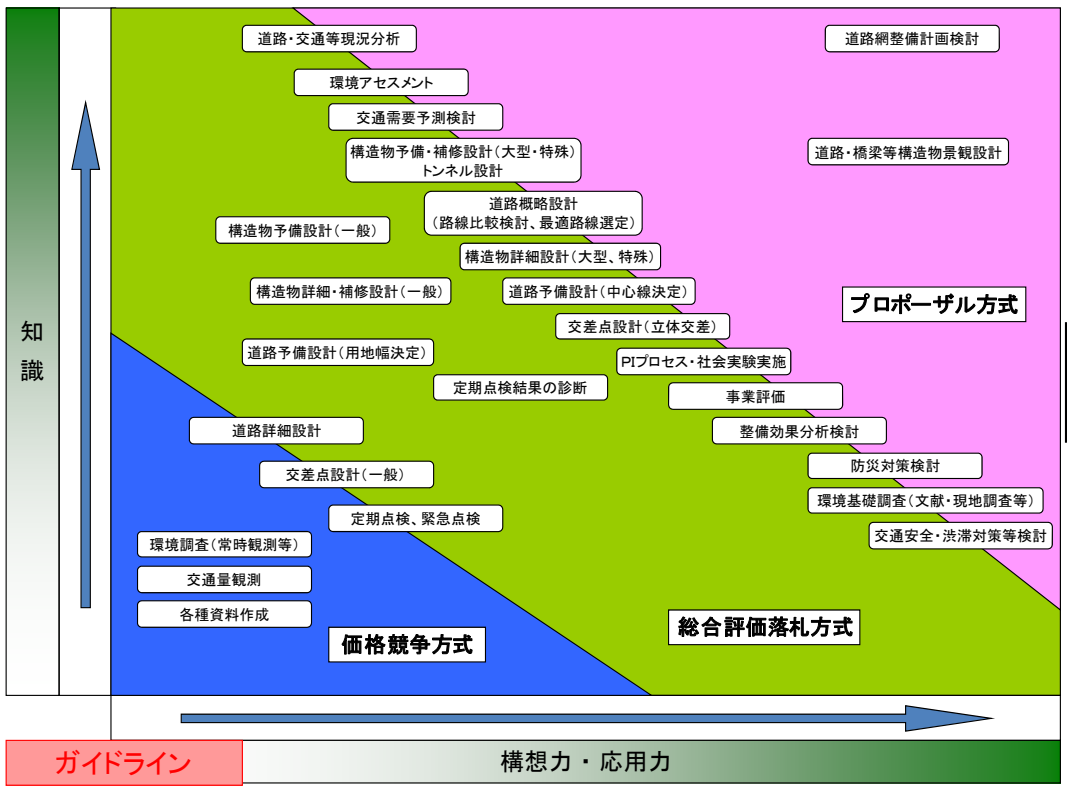 道路・交通等現況分析
道路網整備計画検討
環境アセスメント
交通需要予測検討
構造物予備・補修設計(大型・特殕)
トンネル設計
道路・橋梁等構造物景観設計
道路概略設計
(路線比較検討、最適路線選定)
構造物予備設計(一般)
構造物詳細設計(大型、特殊)
構造物詳細・補修設計(一般)
道路予備設計(中心線決定)
プロポーザル方式
交差点設計(立体交差)
知
識
道路予備設計(用地幅決定)
PIプロセス・社会実験実施
定期点検結果の診断
事業評価
道路詳細設計
整備効果分析検討
交差点設計(一般)
防災対策検討
環境基礎調査(文献・現地調査等)
定期点検、緊急点検
交通安全・渋滞対策等検討
環境調査(常時観測等)
交通量観測
各種資料作成
総合評価落札方式
価格競争方式
ガイドライン
構想力・応用力